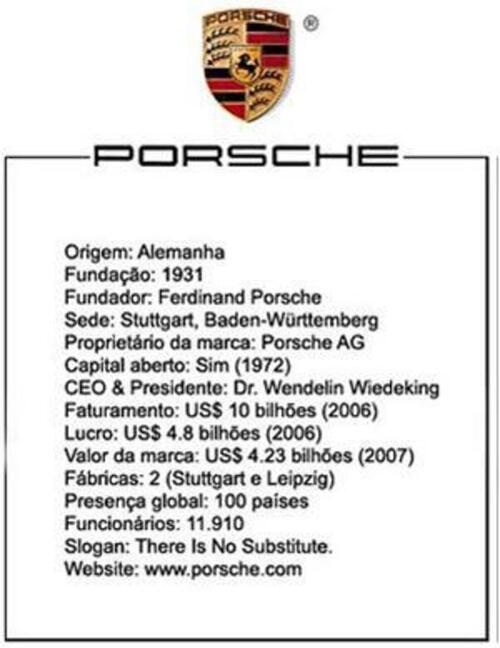 PORSCHE
®
PORSCHE
Origem: Alemanha
Fundação: 1931
Fundador: Ferdinand Porsche
Sede: Stuttgart, Baden-Württemberg
Proprietário da marca: Porsche AG
Capital aberto: Sim (1972)
CEO & Presidente: Dr. Wendelin Wiedeking
Faturamento: US$ 10 bilhões (2006)
Lucro: US$ 4.8 bilhões (2006)
Valor da marca: US$ 4.23 bilhões (2007)
Fábricas: 2 (Stuttgart e Leipzig)
Presença global: 100 países
Funcionários: 11.910
Slogan: There Is No Substitute.
Website: www.porsche.com